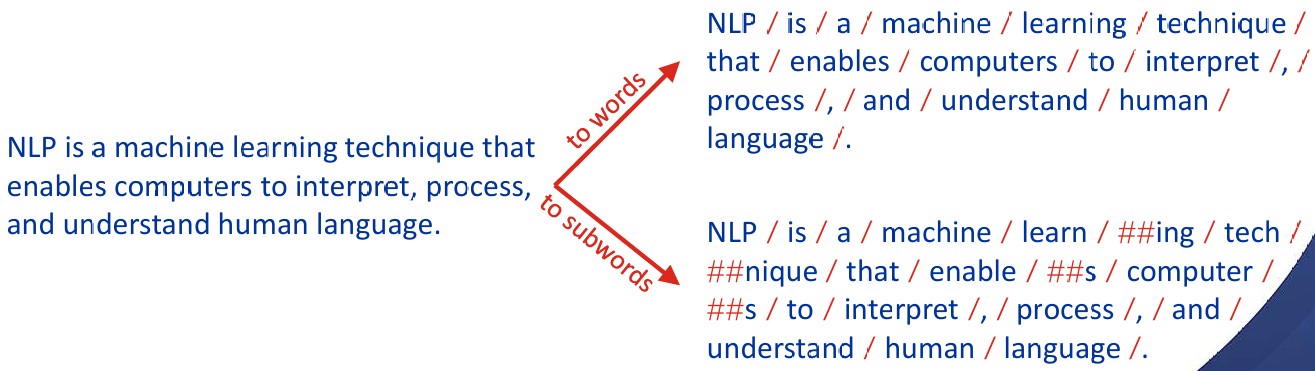 NLP is a machine learning technique that
enables computers to interpret, process,
and understand human language.
to words
to subwords
NLP / is / a / machine / learning / technique /
that / enables / computers / to / interpret /, /
process /, / and / understand / human /
language /.
NLP / is / a / machine / learn / ##ing / tech /
##nique / that / enable / ##s / computer /
##s / to / interpret /, / process /, / and /
understand / human / language /.